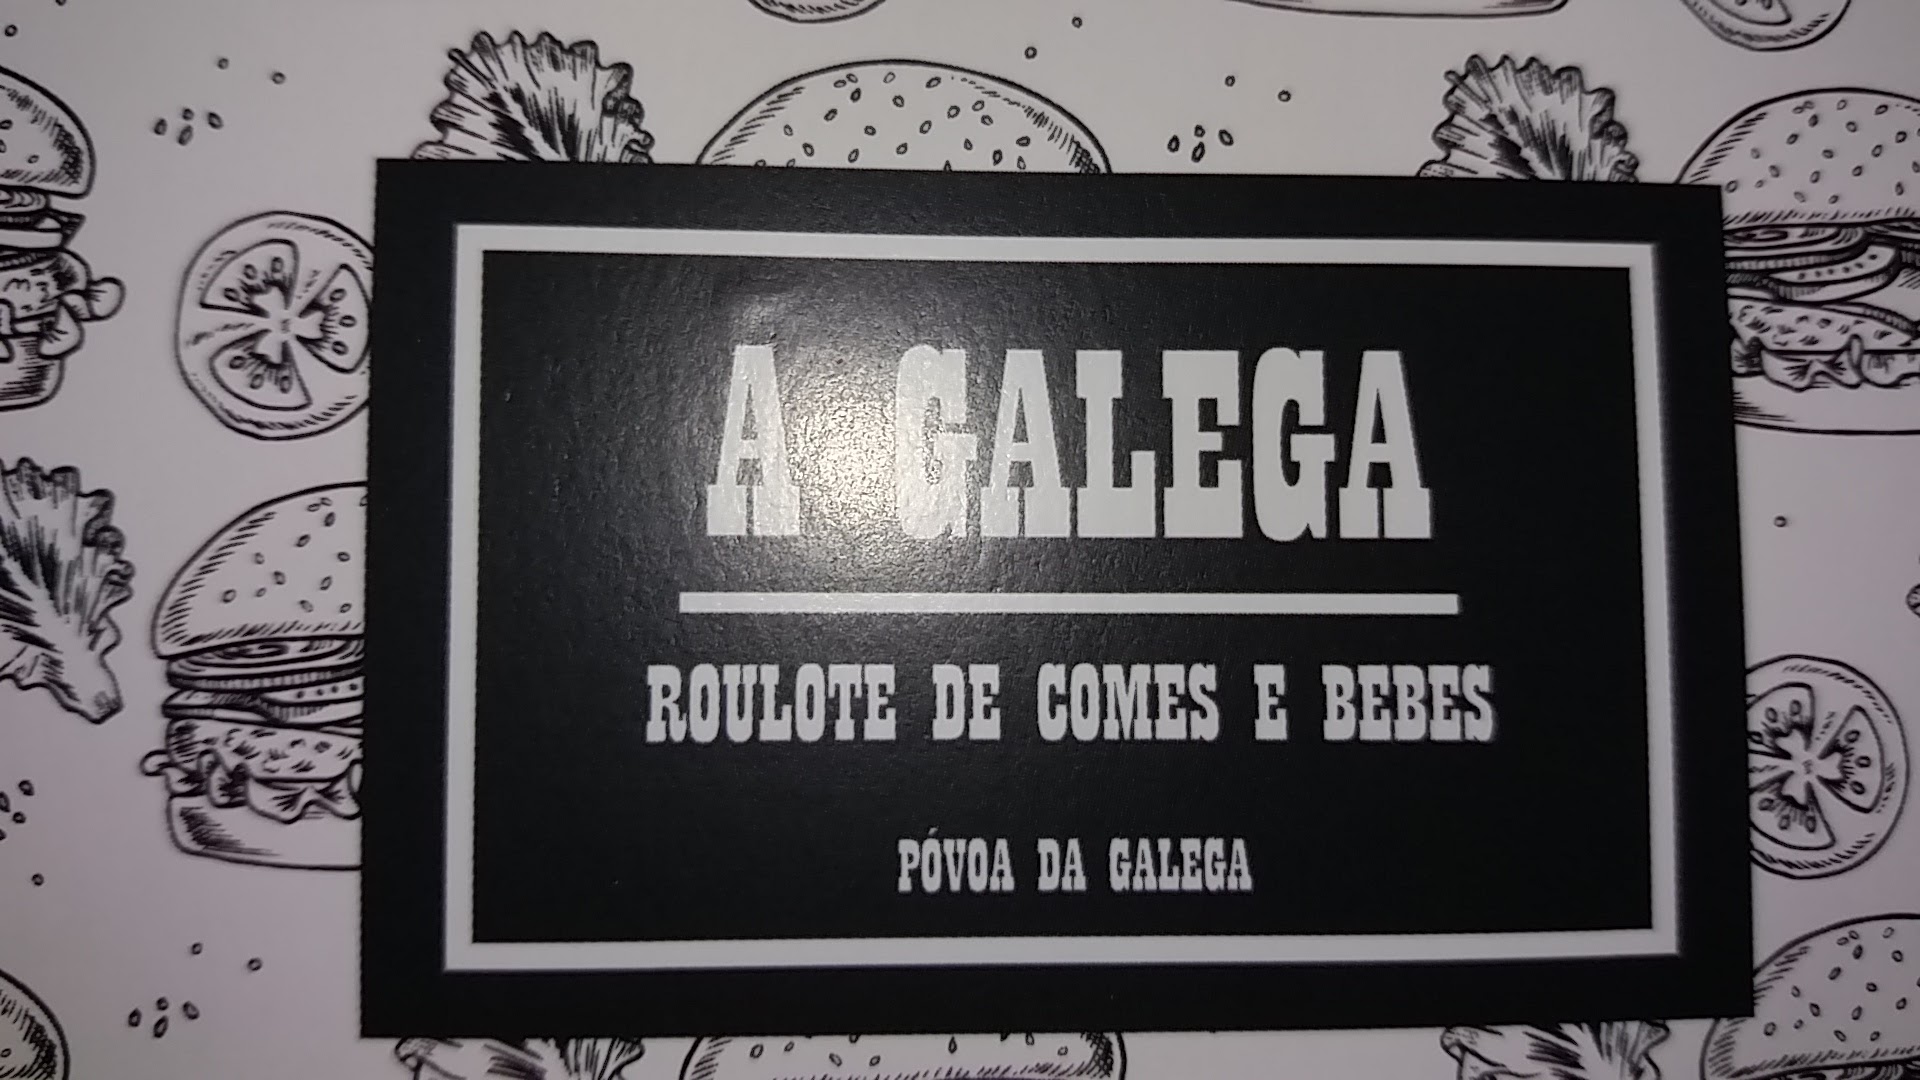 A GALEGA
ROULOTE DE COMES E BEBES
PÓVOA DA GALEGA